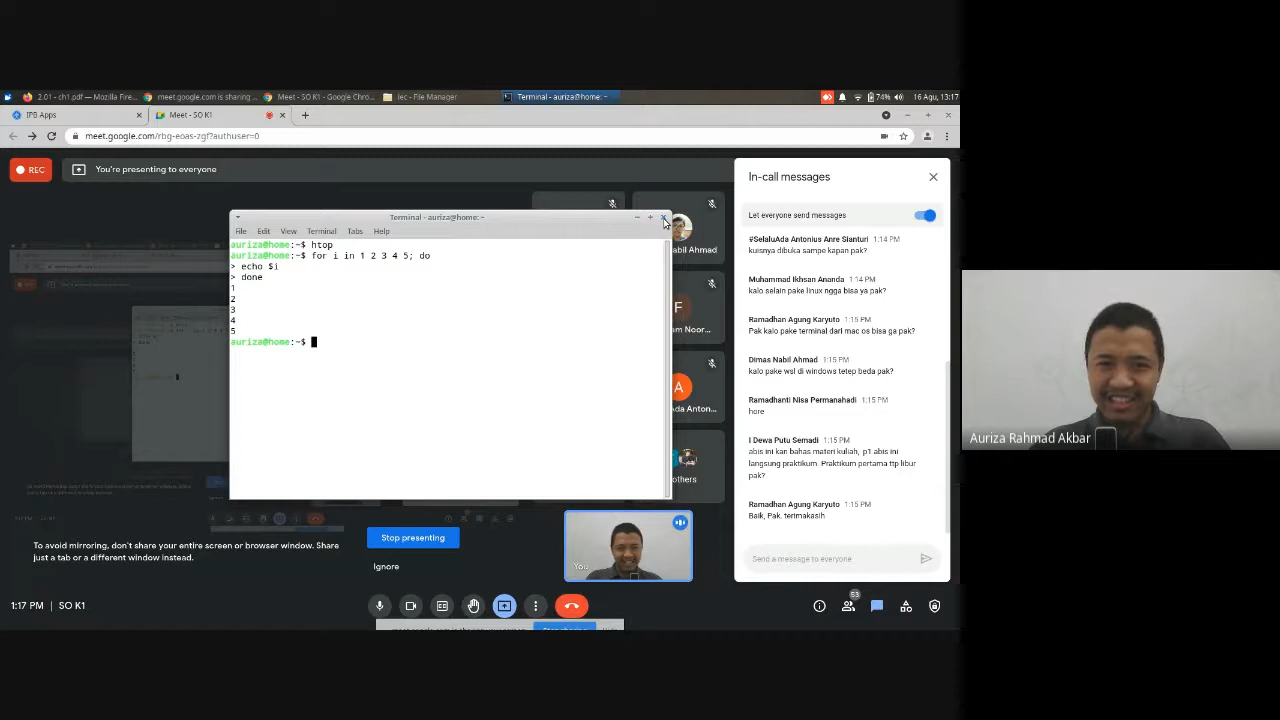 2.01 - ch1.pdf — Mozilla Fire...
meet.google.com is sharing ...
Meet - SO K1 - Google Chro...
iec - File Manager
Terminal - auriza@home: ~
74%
16 Agu, 13:17
IPB Apps
Meet - SO K1
meet.google.com/rbg-eoas-zgf?authuser=0
REC
You're presenting to everyone
Terminal - auriza@home: ~
File Edit View Terminal Tabs Help
auriza@home:~$ htop
auriza@home:~$ for i in 1 2 3 4 5; do
> echo $i
> done
1
2
3
4
5
auriza@home:~$
abil Ahmad
F
em Noor...
A
Ada Anton...
others
To avoid mirroring, don't share your entire screen or browser window. Share
just a tab or a different window instead.
Stop presenting
Ignore
You
1:17 PM | SO K1
53
In-call messages
Let everyone send messages
#SelaluAda Antonius Anre Sianturi 1:14 PM
kuisnya dibuka sampe kapan pak?
Muhammad Ikhsan Ananda 1:14 PM
kalo selain pake linux ngga bisa ya pak?
Ramadhan Agung Karyuto 1:15 PM
Pak kalo pake terminal dari mac os bisa ga pak?
Dimas Nabil Ahmad 1:15 PM
kalo pake wsl di windows tetep beda pak?
Ramadhanti Nisa Permanahadi 1:15 PM
hore
I Dewa Putu Semadi 1:15 PM
abis ini kan bahas materi kuliah, p1 abis ini
langsung praktikum. Praktikum pertama ttp libur
pak?
Ramadhan Agung Karyuto 1:15 PM
Baik, Pak. terimakasih
Send a message to everyone
Auriza Rahmad Akbar